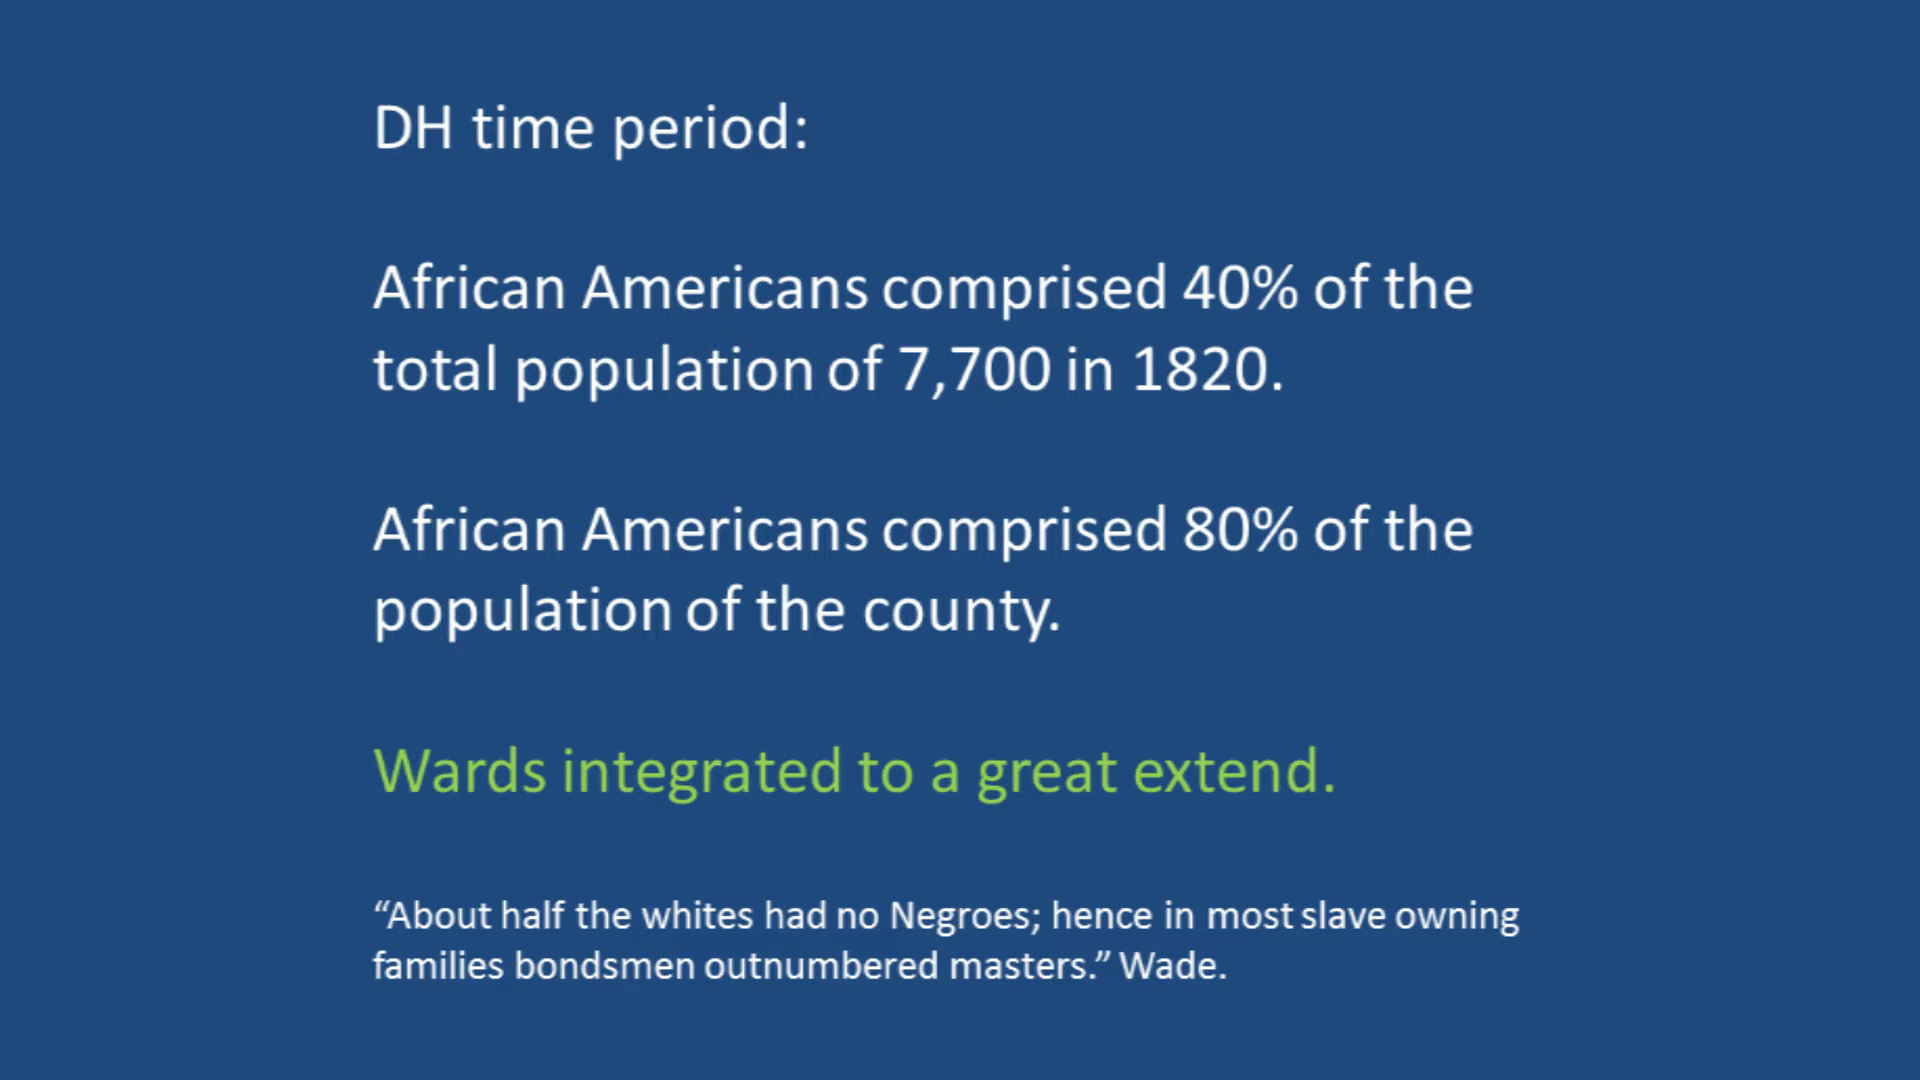 DH time period:
African Americans comprised 40% of the
total population of 7,700 in 1820.
African Americans comprised 80% of the
population of the county.
Wards integrated to a great extend.
“About half the whites had no Negroes; hence in most slave owning
families bondsmen outnumbered masters.” Wade.